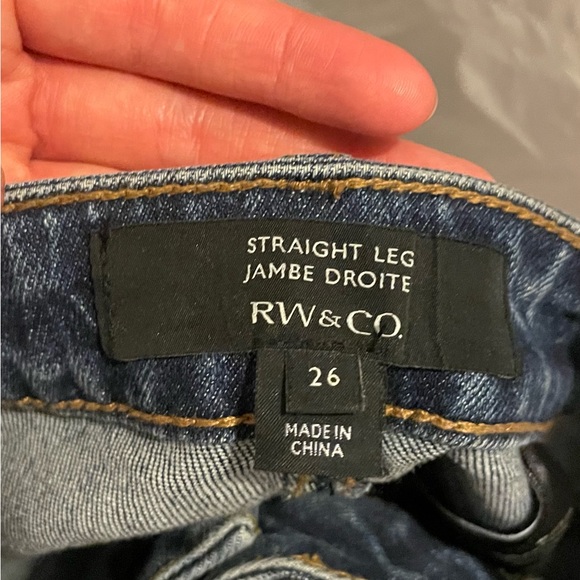 STRAIGHT LEG
JAMBE DROITE
RW&CO.
26
MADE IN
CHINA